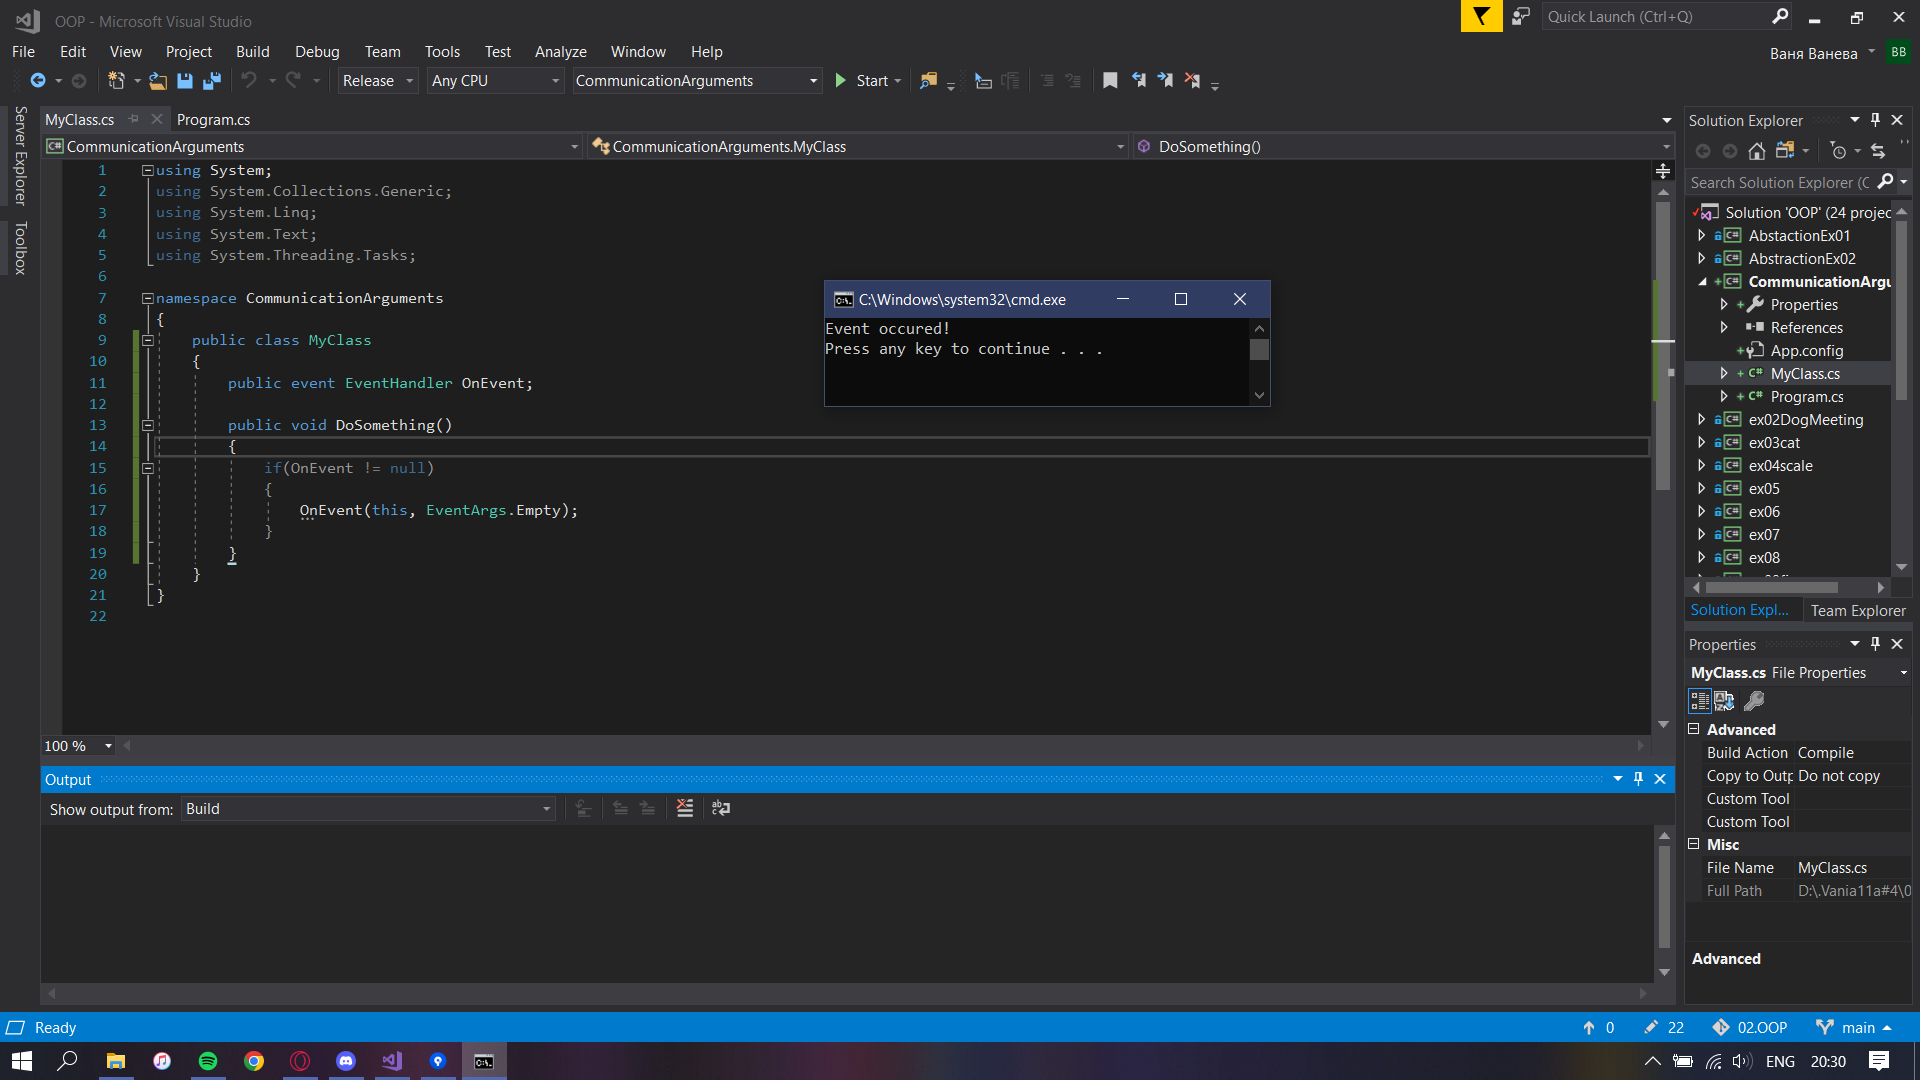 OOP - Microsoft Visual Studio
Quick Launch (Ctrl+Q)
File Edit View Project Build Debug Team Tools Test Analyze Window Help
Ваня Ванева
ВВ
Release
Any CPU
CommunicationArguments
Start
Server Explorer
Toolbox
MyClass.cs
Program.cs
CommunicationArguments
CommunicationArguments.MyClass
DoSomething()
1 using System;
2 using System.Collections.Generic;
3 using System.Linq;
4 using System.Text;
5 using System.Threading.Tasks;
6
7 namespace CommunicationArguments
8 {
9 public class MyClass
10 {
11 public event EventHandler OnEvent;
12
13 public void DoSomething()
14 {
15 if(OnEvent != null)
16 {
17 OnEvent(this, EventArgs.Empty);
18 }
19 }
20 }
21 }
22
C:\Windows\system32\cmd.exe
Event occured!
Press any key to continue . . .
100 %
Output
Show output from: Build
Solution Explorer
Search Solution Explorer (C
Solution 'OOP' (24 projec
AbstactionEx01
AbstractionEx02
CommunicationArgu
Properties
References
App.config
MyClass.cs
Program.cs
ex02DogMeeting
ex03cat
ex04scale
ex05
ex06
ex07
ex08
Solution Expl...
Team Explorer
Properties
MyClass.cs File Properties
Advanced
Build Action Compile
Copy to Outp Do not copy
Custom Tool
Custom Tool
Misc
File Name MyClass.cs
Full Path D:\.Vania11a#4\0
Advanced
Ready
0
22
02.OOP
main
ENG
20:30